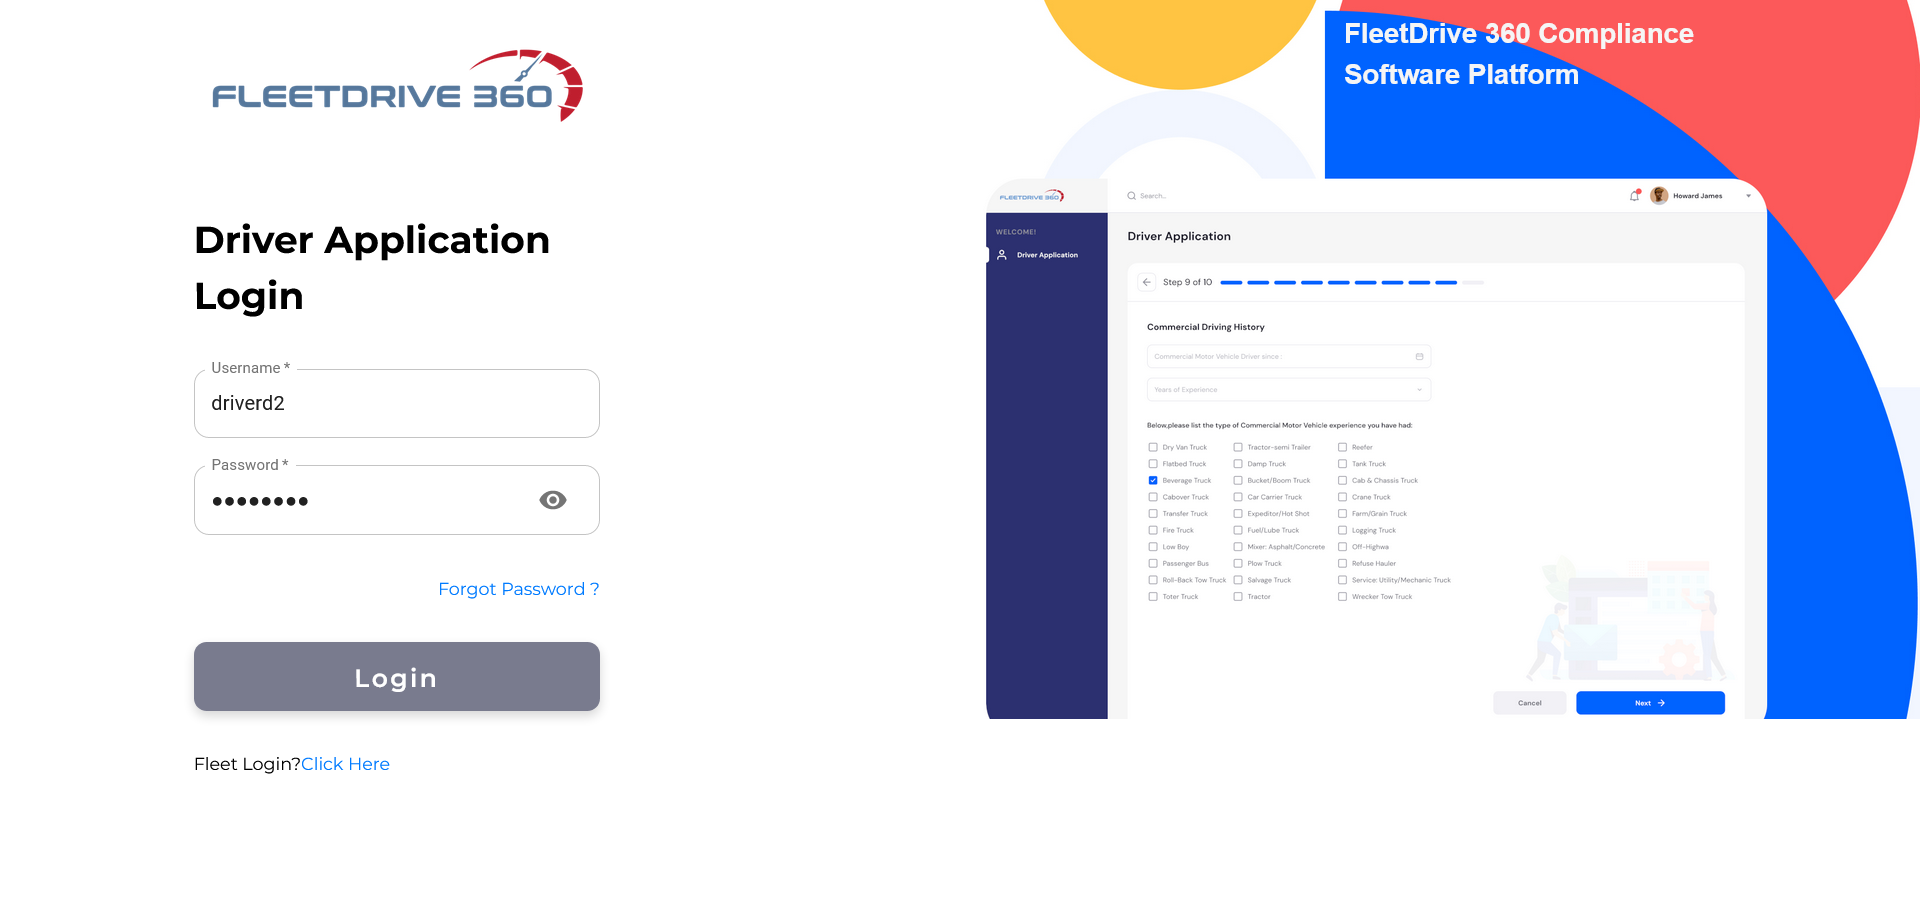 FLEETDRIVE 360
Driver Application
Login
Username *
driverd2
Password *
••••••••
Forgot Password ?
Login
Fleet Login?Click Here
FleetDrive 360 Compliance
Software Platform
FLEETDRIVE 360
Search...
Howard James
WELCOME!
Driver Application
Driver Application
Step 9 of 10
Commercial Driving History
Commercial Motor Vehicle Driver since :
Years of Experience
Below,please list the type of Commercial Motor Vehicle experience you have had:
Dry Van Truck Tractor-semi Trailer Reefer
Flatbed Truck Damp Truck Tank Truck
Beverage Truck Bucket/Boom Truck Cab & Chassis Truck
Cabover Truck Car Carrier Truck Crane Truck
Transfer Truck Expeditor/Hot Shot Farm/Grain Truck
Fire Truck Fuel/Lube Truck Logging Truck
Low Boy Mixer: Asphalt/Concrete Off-Highwa
Passenger Bus Plow Truck Refuse Hauler
Roll-Back Tow Truck Salvage Truck Service: Utility/Mechanic Truck
Toter Truck Tractor Wrecker Tow Truck
Cancel
Next